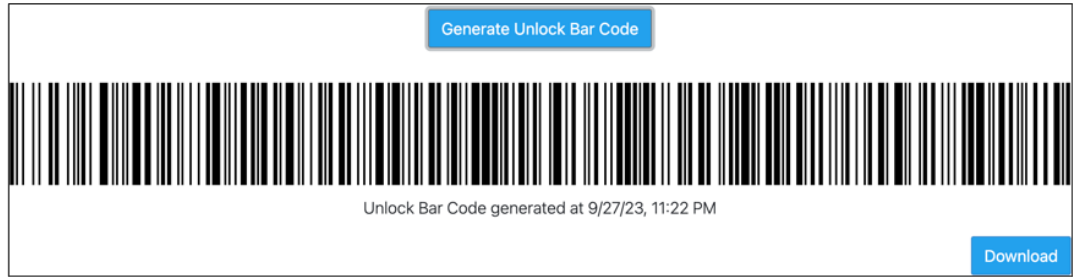 Generate Unlock Bar Code
Unlock Bar Code generated at 9/27/23, 11:22 PM
Download